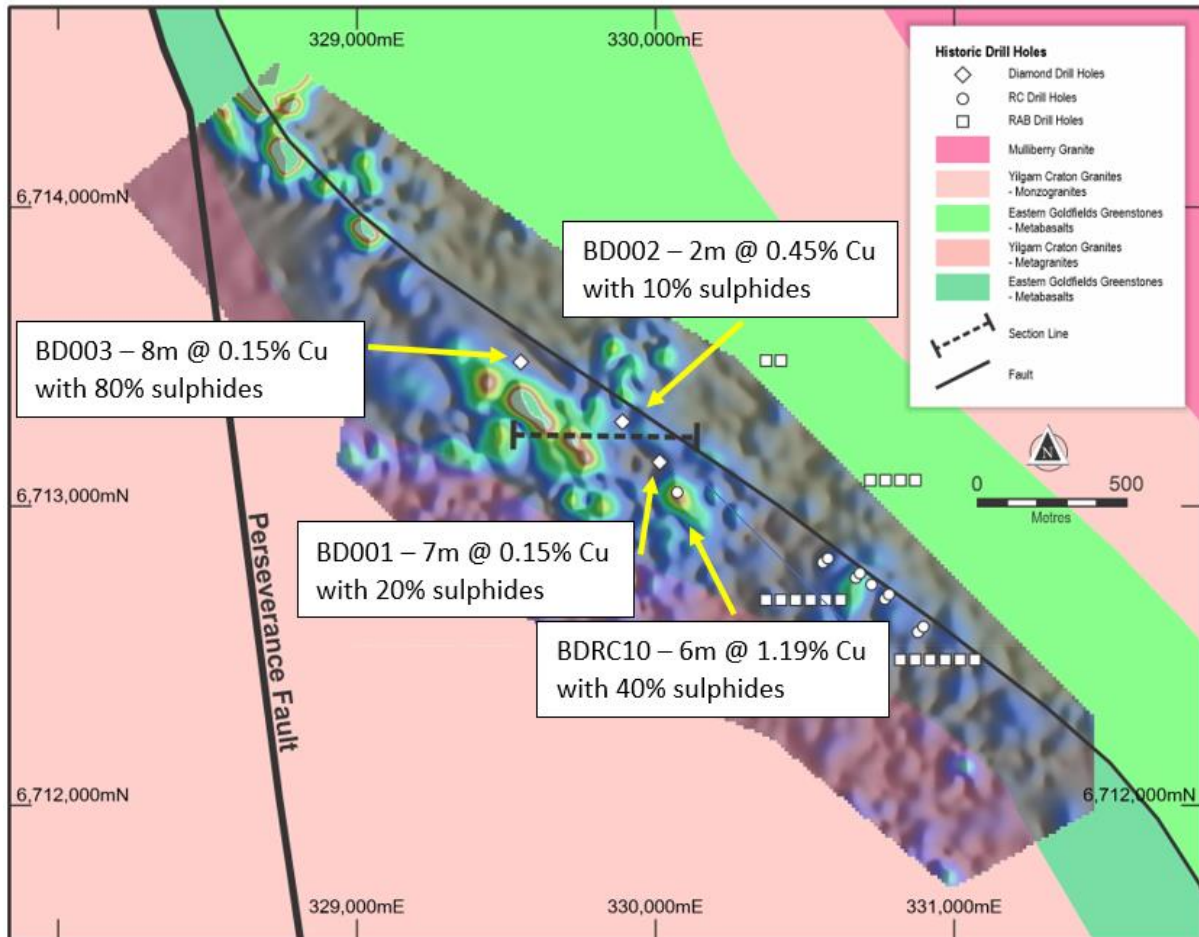 329,000mE
330,000mE
Historic Drill Holes
Diamond Drill Holes
RC Drill Holes
RAB Drill Holes
Mulliberry Granite
Yilgarn Craton Granites
- Monzogranites
Eastern Goldfields Greenstones
- Metabasalts
Yilgarn Craton Granites
- Metagranites
Eastern Goldfields Greenstones
- Metabasalts
Section Line
Fault
6,714,000mN
BD002 – 2m @ 0.45% Cu
with 10% sulphides
BD003 – 8m @ 0.15% Cu
with 80% sulphides
N
0 500
Metres
6,713,000mN
Perseverance Fault
BD001 – 7m @ 0.15% Cu
with 20% sulphides
BDRC10 – 6m @ 1.19% Cu
with 40% sulphides
6,712,000mN
6,712,000mN
329,000mE
330,000mE
331,000mE